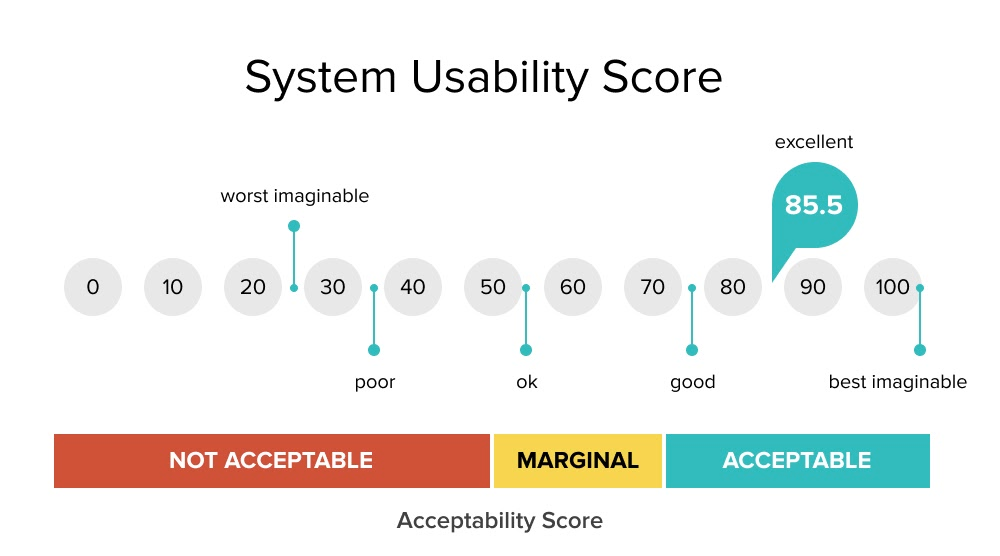 System Usability Score
excellent
85.5
worst imaginable
0 10 20 30 40 50 60 70 80 90 100
poor ok good best imaginable
NOT ACCEPTABLE MARGINAL ACCEPTABLE
Acceptability Score